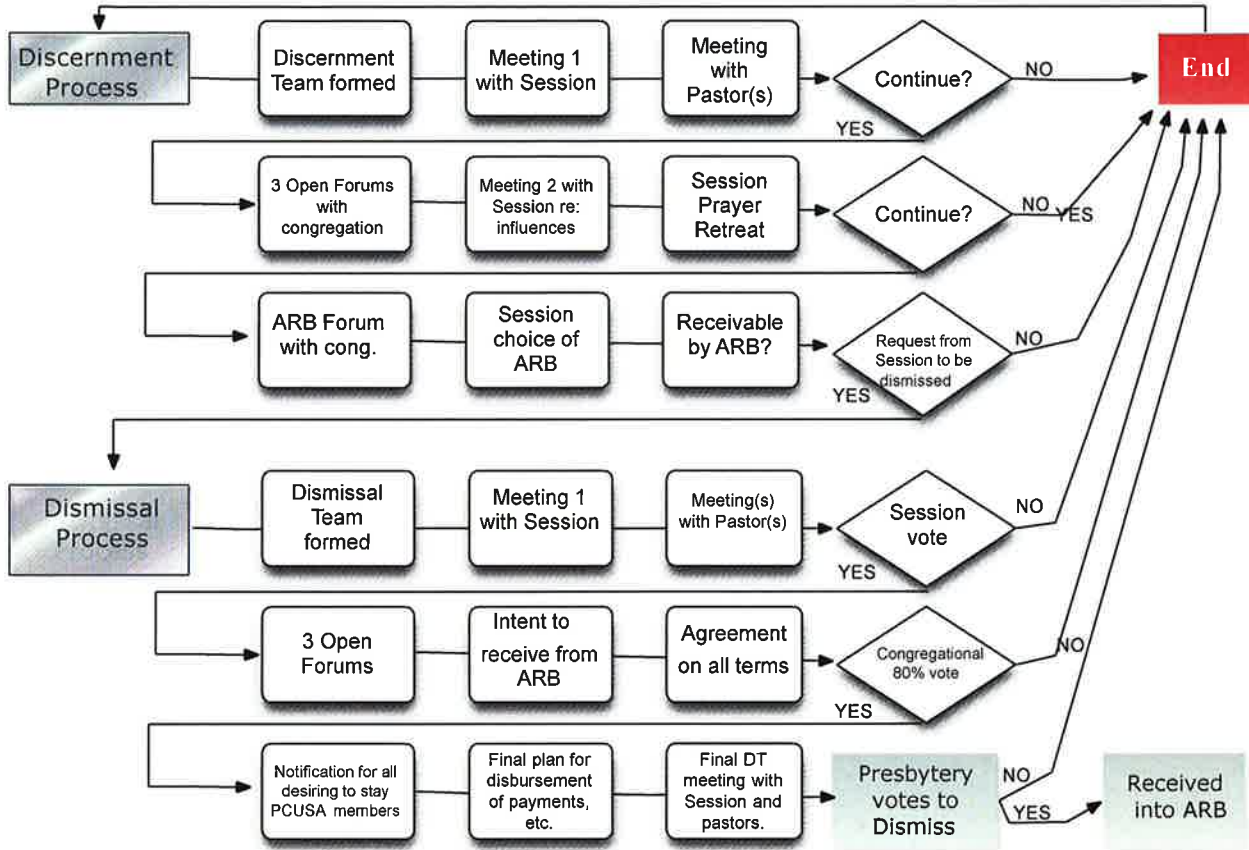 Discernment
Process
Discernment
Team formed
Meeting 1
with Session
Meeting
with
Pastor(s)
Continue?
NO
End
YES
3 Open Forums
with
congregation
Meeting 2 with
Session re:
influences
Session
Prayer
Retreat
Continue?
NO
YES
ARB Forum
with cong.
Session
choice of
ARB
Receivable
by ARB?
Request from
Session to be
dismissed
NO
YES
Dismissal
Process
Dismissal
Team
formed
Meeting 1
with Session
Meeting(s)
with Pastor(s)
Session
vote
NO
YES
3 Open
Forums
Intent to
receive from
ARB
Agreement
on all terms
Congregational
80% vote
NO
YES
Notification for all
desiring to stay
PCUSA members
Final plan for
disbursement
of payments,
etc.
Final DT
meeting with
Session and
pastors.
Presbytery
votes to
Dismiss
NO
YES
Received
into ARB